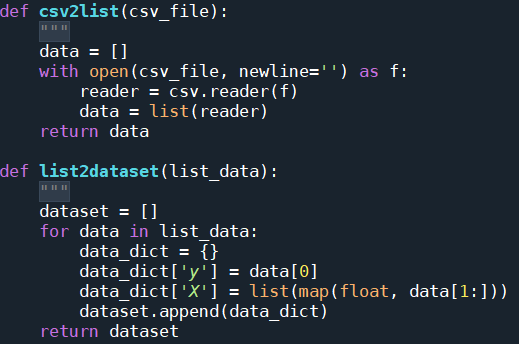 def csv2list(csv_file):
    """
    data = []
    with open(csv_file, newline='') as f:
        reader = csv.reader(f)
        data = list(reader)
    return data

def list2dataset(list_data):
    """
    dataset = []
    for data in list_data:
        data_dict = {}
        data_dict['y'] = data[0]
        data_dict['X'] = list(map(float, data[1:]))
        dataset.append(data_dict)
    return dataset